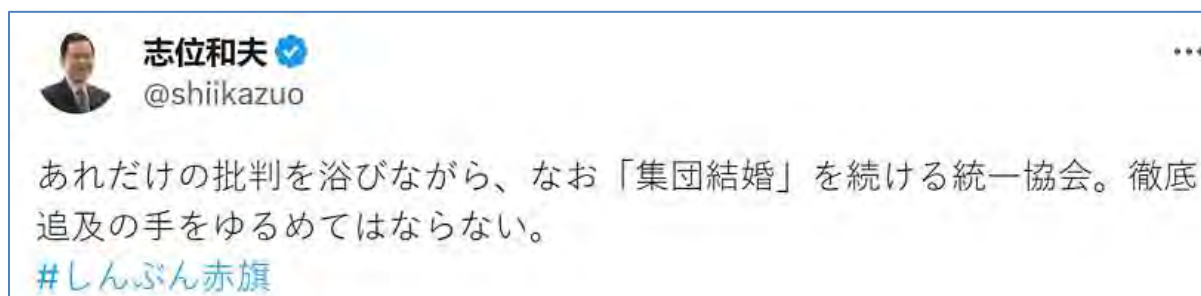 志位和夫
@shiikazuo
あれだけの批判を浴びながら、なお「集団結婚」を続ける統一協会。徹底
追及の手をゆるめてはならない。
#しんぶん赤旗